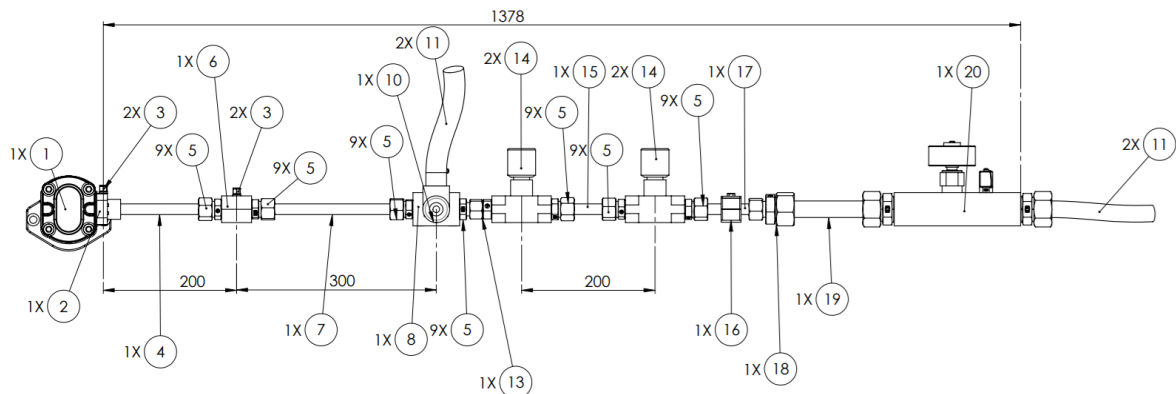 1378
2X 11
1X 6
1X 10
2X 14
1X 15
2X 14
1X 17
1X 20
2X 3
2X 3
9X 5
9X 5
1X 1
9X 5
9X 5
9X 5
9X 5
2X 11
200
300
200
1X 2
1X 4
1X 7
1X 8
9X 5
1X 13
1X 16
1X 18
1X 19